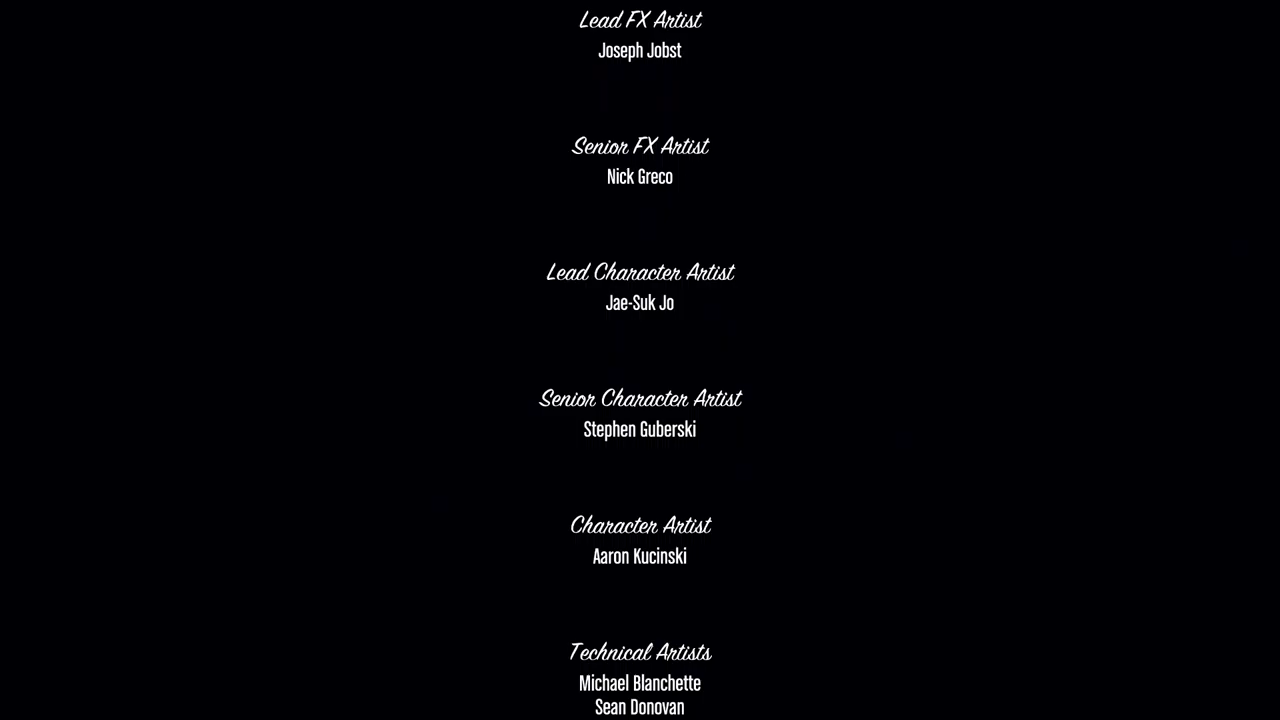 Lead FX Artist
Joseph Jobst
Senior FX Artist
Nick Greco
Lead Character Artist
Jae-Suk Jo
Senior Character Artist
Stephen Guberski
Character Artist
Aaron Kucinski
Technical Artists
Michael Blanchette
Sean Donovan